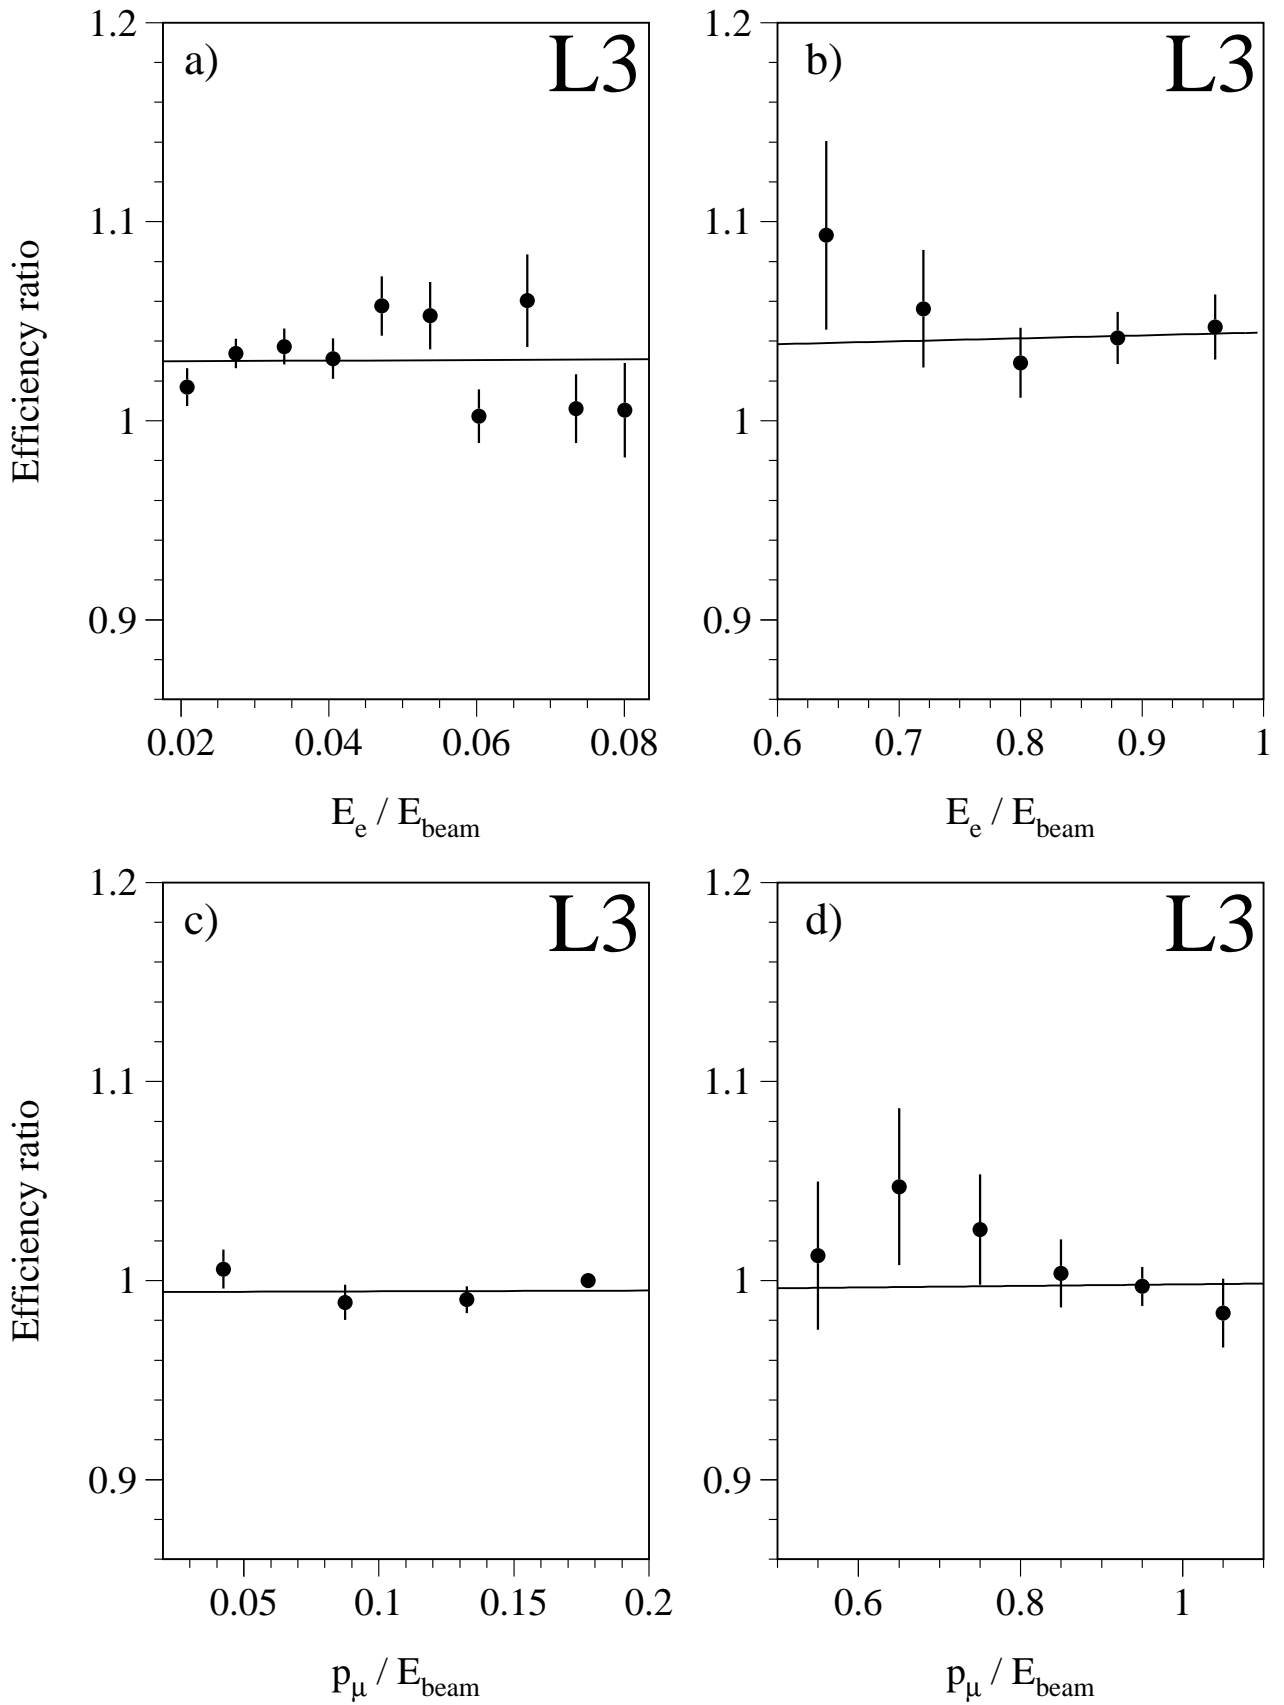 a)
L3
1.2
1.1
1
0.9
Efficiency ratio
0.02 0.04 0.06 0.08
E_e / E_beam
b)
L3
1.2
1.1
1
0.9
0.6 0.7 0.8 0.9 1
E_e / E_beam
c)
L3
1.2
1.1
1
0.9
Efficiency ratio
0.05 0.1 0.15 0.2
p_μ / E_beam
d)
L3
1.2
1.1
1
0.9
0.6 0.8 1
p_μ / E_beam